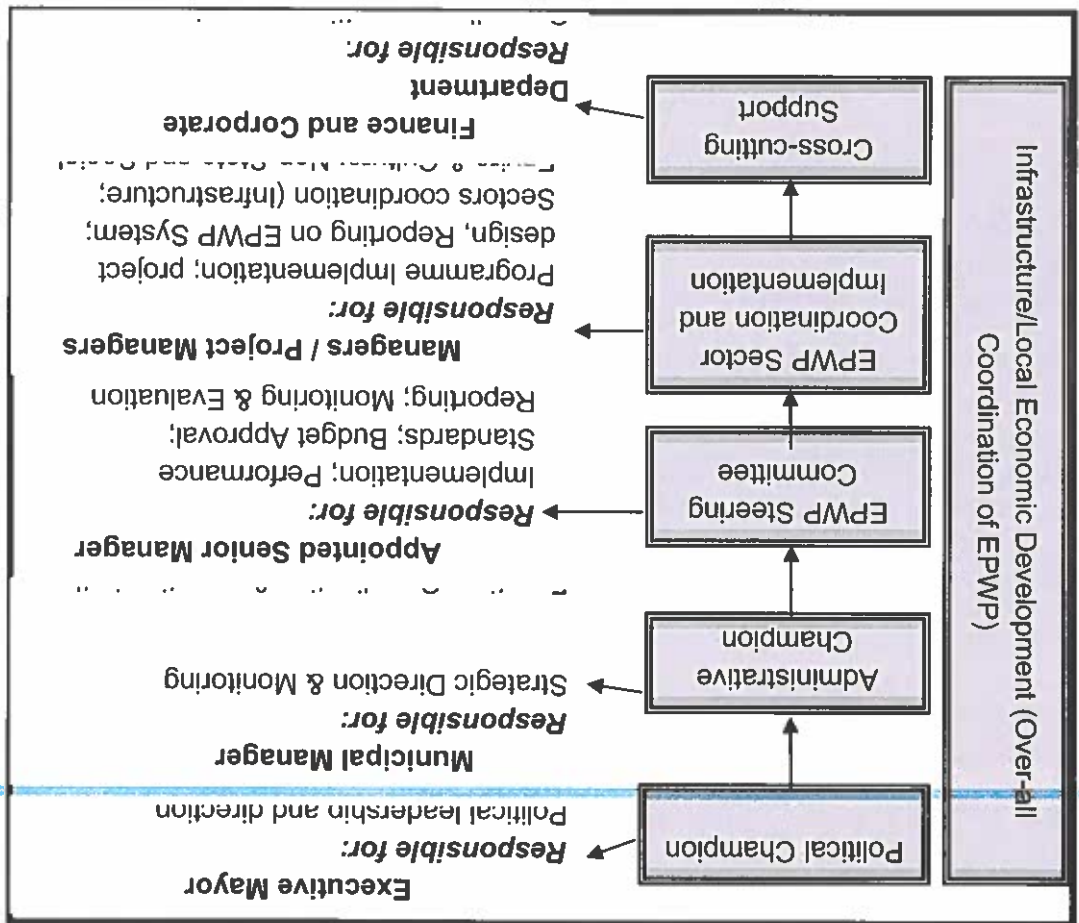 Infrastructure/Local Economic Development (Over-all
Coordination of EPWP)
Political Champion
Executive Mayor
Responsible for:
Political leadership and direction
Administrative
Champion
Municipal Manager
Responsible for:
Strategic Direction & Monitoring
EPWP Steering
Committee
Appointed Senior Manager
Responsible for:
Implementation; Performance
Standards; Budget Approval;
Reporting; Monitoring & Evaluation
EPWP Sector
Coordination and
Implementation
Managers / Project Managers
Responsible for:
Programme Implementation; project
design, Reporting on EPWP System;
Sectors coordination (Infrastructure;
Cross-cutting
Support
Finance and Corporate
Department
Responsible for: